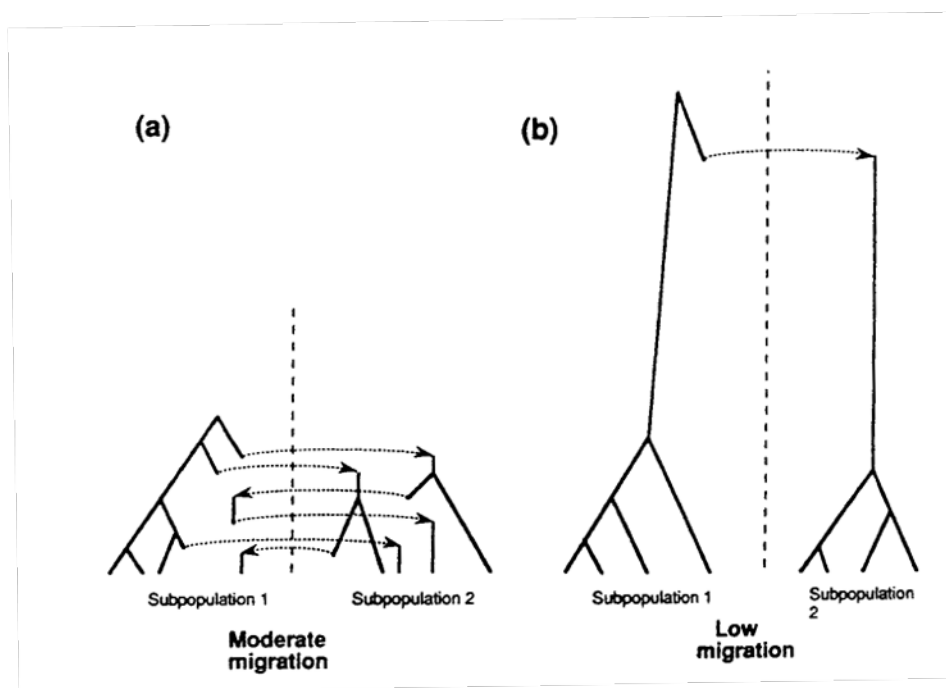 (a)
(b)
Subpopulation 1
Subpopulation 2
Moderate
migration
Subpopulation 1
Subpopulation
2
Low
migration